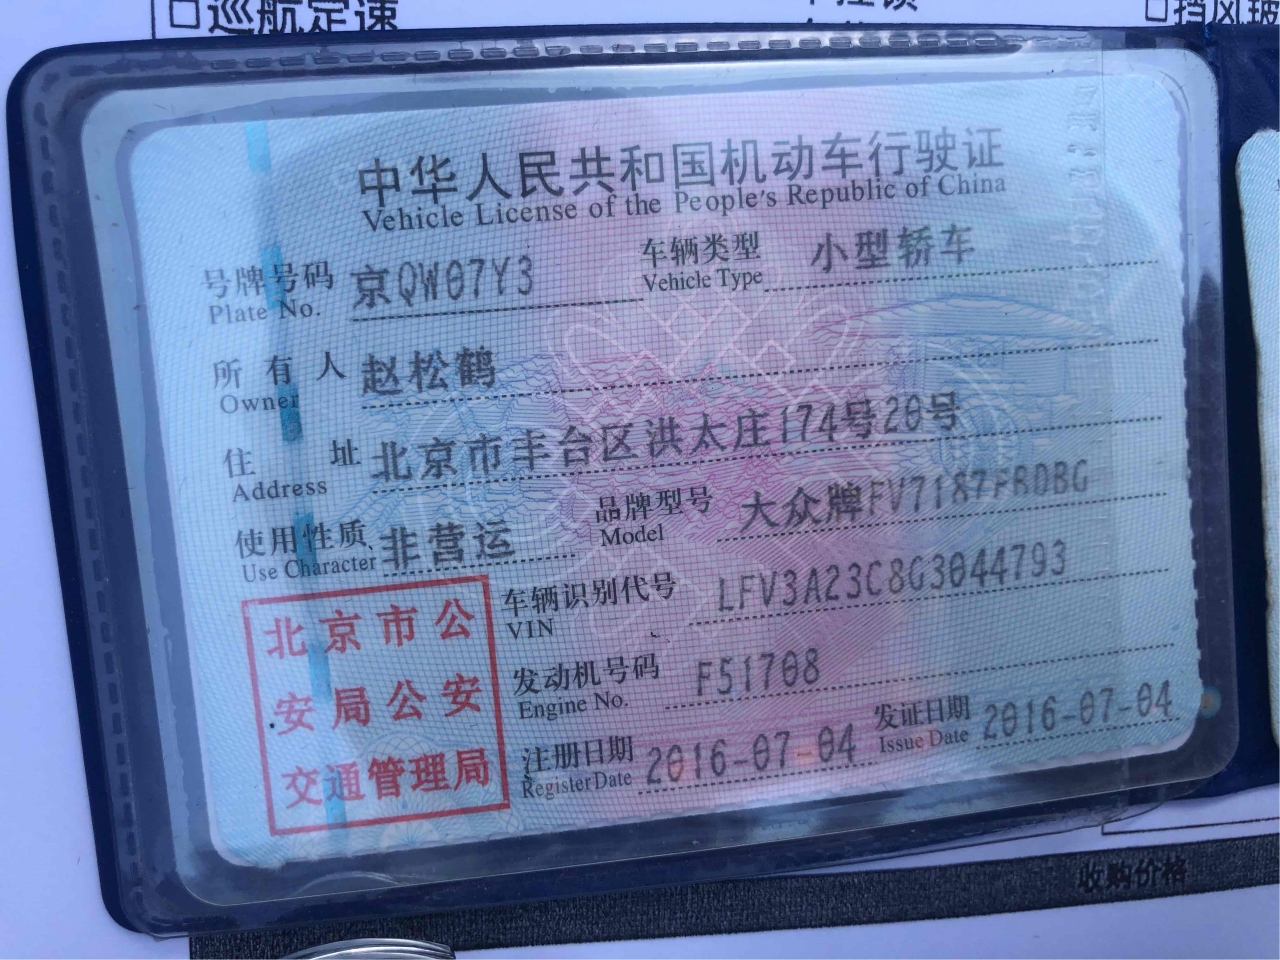 巡航定速
挡风玻
中华人民共和国机动车行驶证
Vehicle License of the People's Republic of China
号牌号码 京QW07Y3 车辆类型 小型轿车
Plate No. Vehicle Type
所有人 赵松鹤
Owner
住址 北京市丰台区洪太庄174号20号
Address
使用性质 非营运 品牌型号 大众牌FV7187FBDBG
Use Character Model
车辆识别代号 LFV3A23C8G3044793
VIN
发动机号码 F51708
Engine No.
注册日期 2016-07-04 发证日期 2016-07-04
Register Date Issue Date
北京市公
安局公安
交通管理局
收购价格